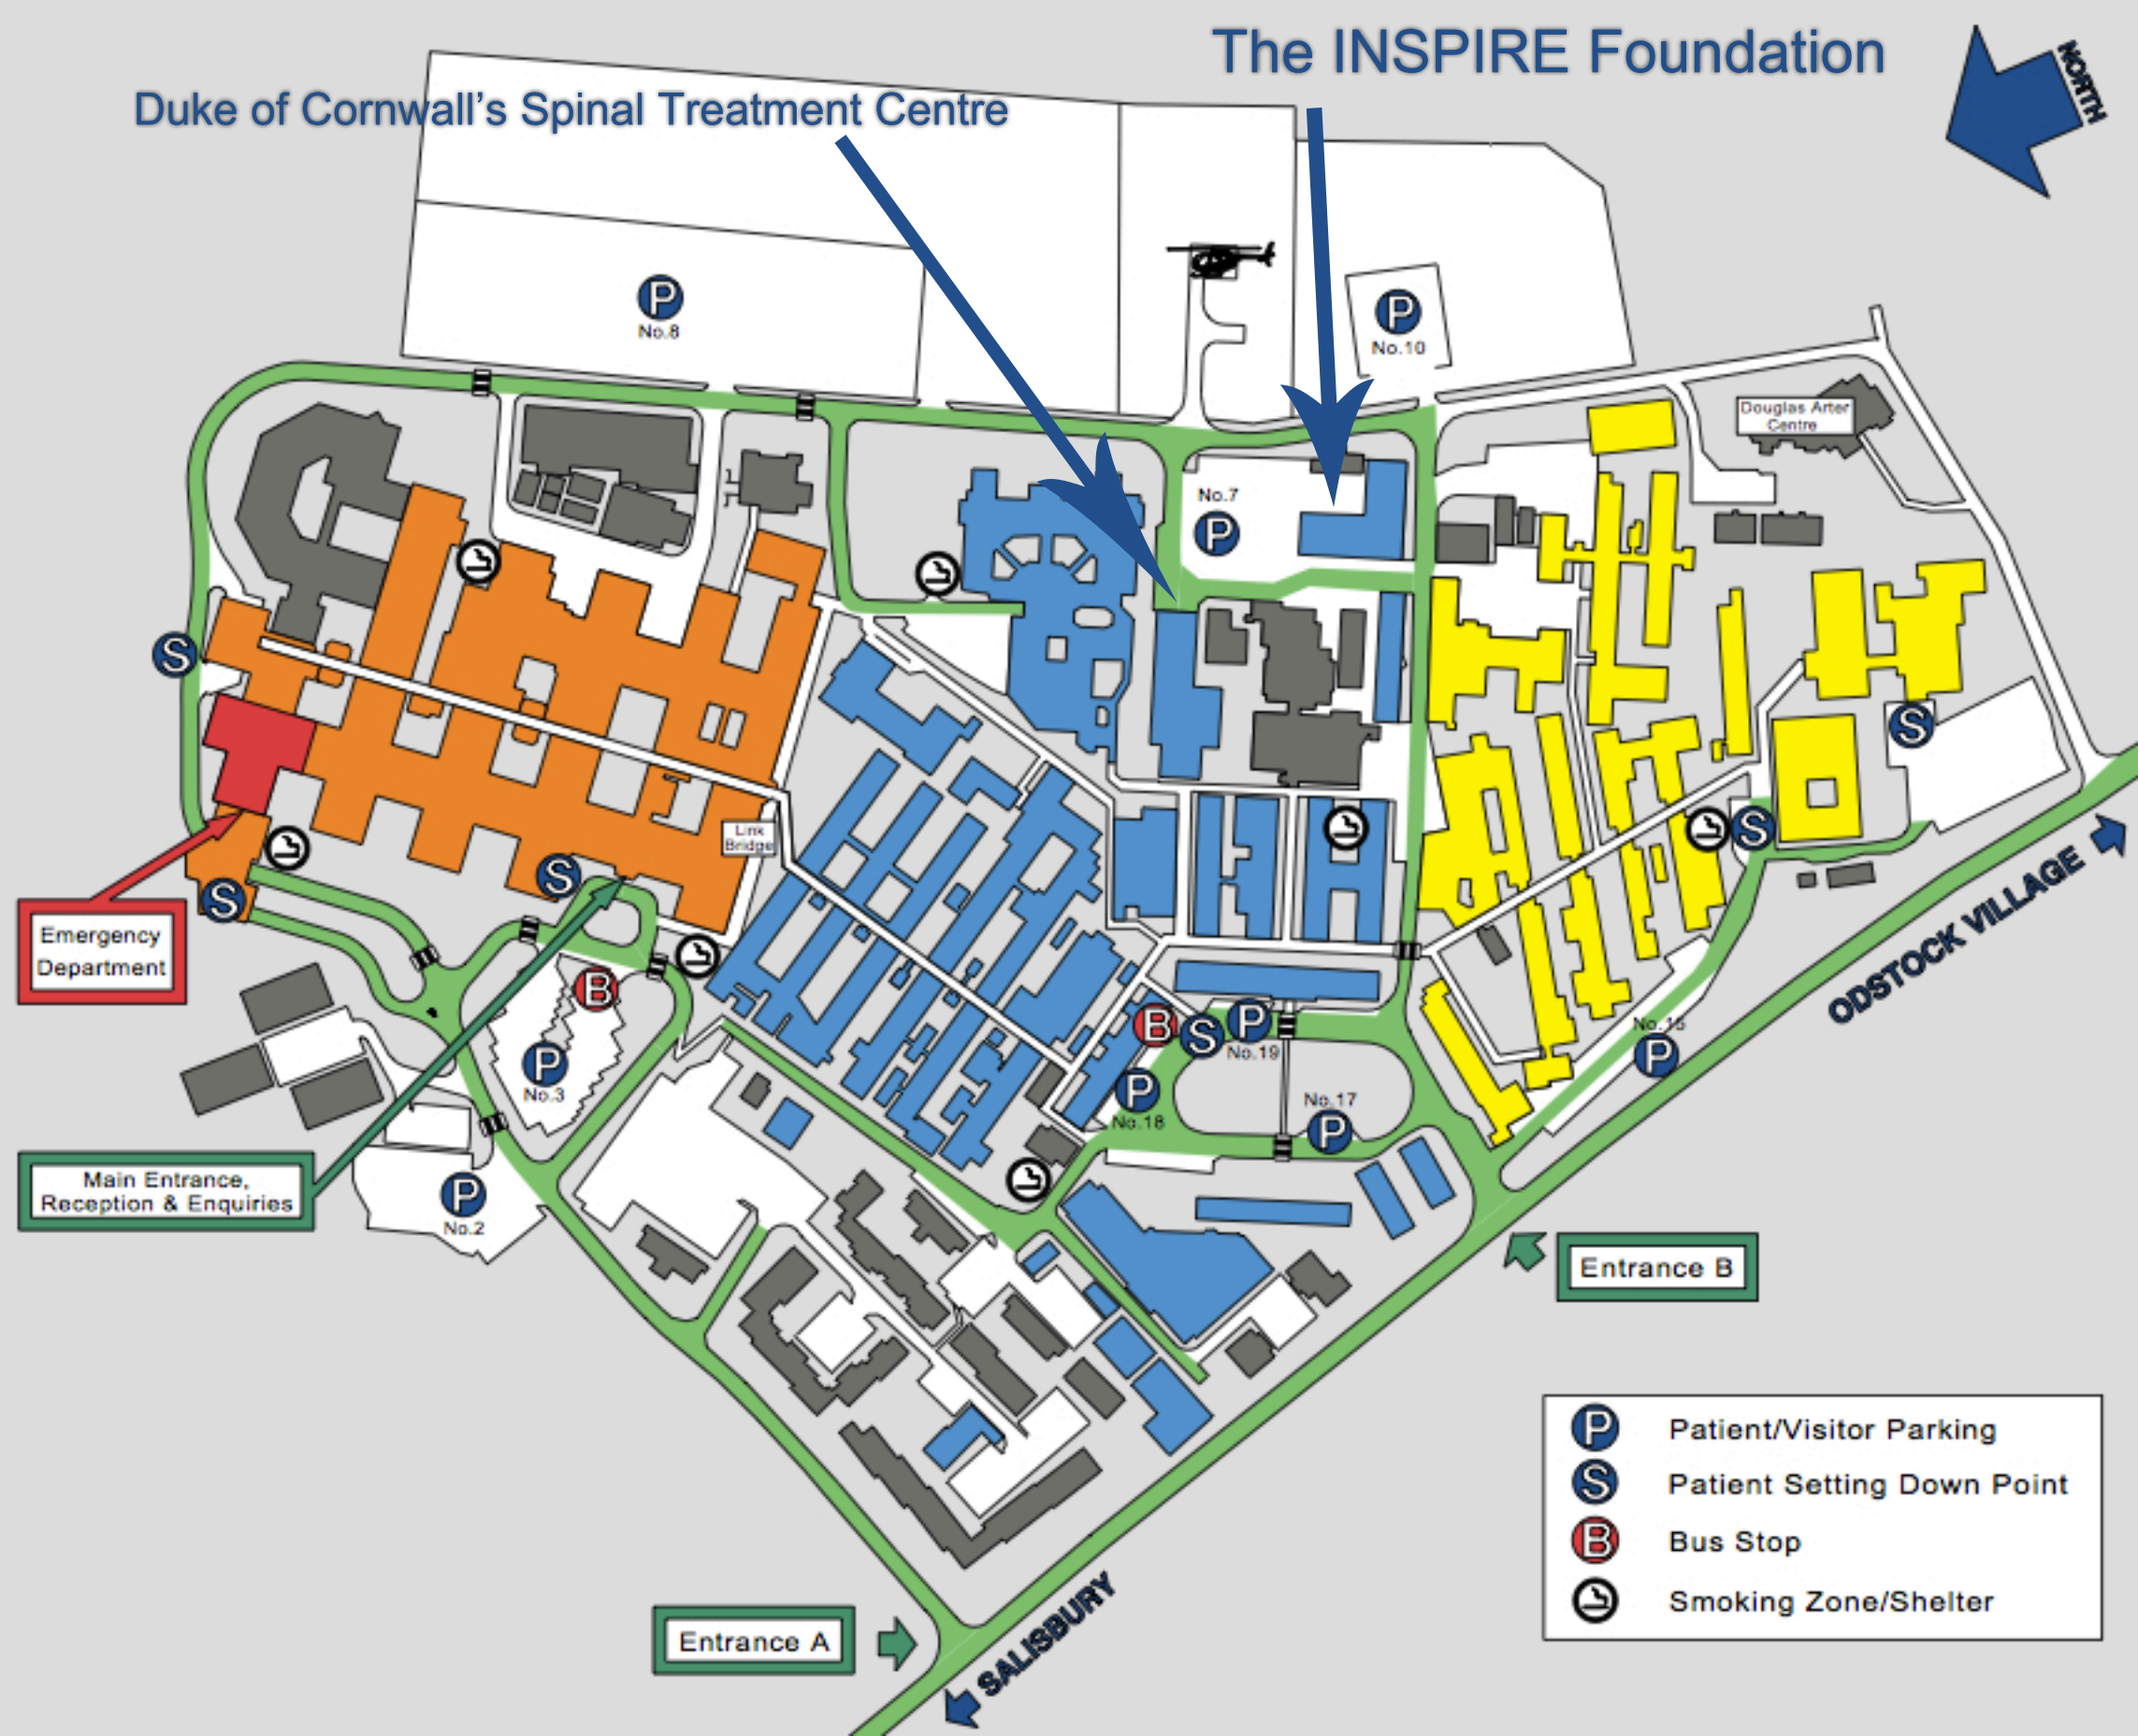 The INSPIRE Foundation
NORTH
Duke of Cornwall's Spinal Treatment Centre
P
No.8
P
No.10
Douglas Arter
Centre
No.7
P
S
S
Link
Bridge
S
S
S
Emergency
Department
B
P
No.3
B
S
P
No.19
P
No.18
No.17
P
No.15
P
ODSTOCK VILLAGE
Main Entrance,
Reception & Enquiries
P
No.2
Entrance B
P Patient/Visitor Parking
S Patient Setting Down Point
B Bus Stop
Smoking Zone/Shelter
Entrance A
SALISBURY